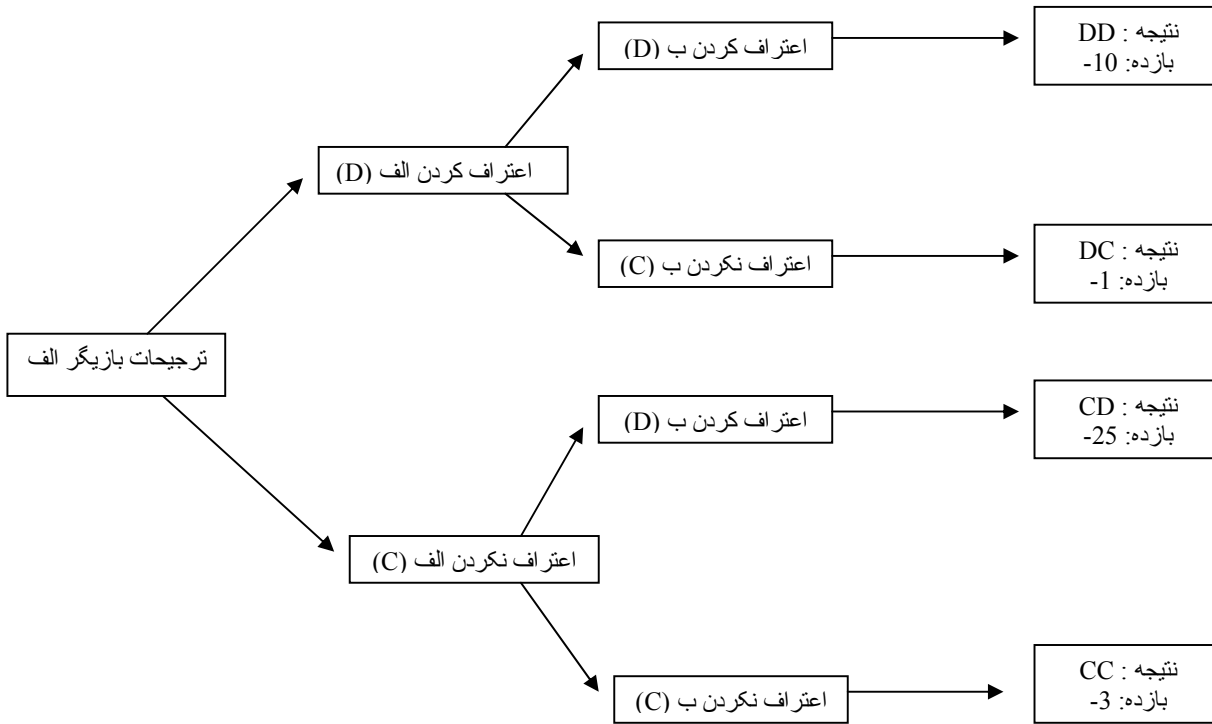 نتیجه : DD
بازده: 10-
اعتراف کردن ب (D)
اعتراف کردن الف (D)
اعتراف نکردن ب (C)
نتیجه : DC
بازده: 1-
ترجیحات بازیگر الف
اعتراف کردن ب (D)
نتیجه : CD
بازده: 25-
اعتراف نکردن الف (C)
اعتراف نکردن ب (C)
نتیجه : CC
بازده: 3-